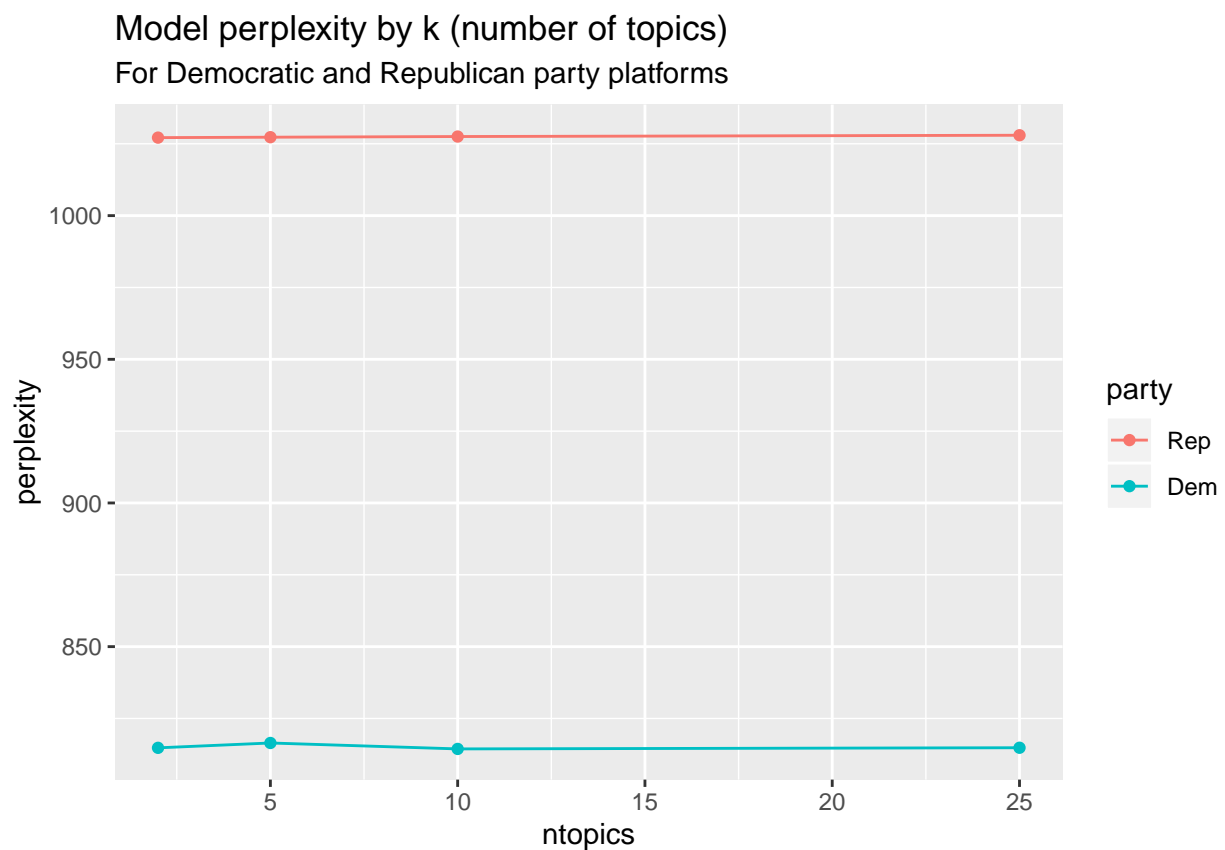 Model perplexity by k (number of topics)
For Democratic and Republican party platforms
1000
950
900
850
perplexity
5 10 15 20 25
ntopics
party
Rep
Dem